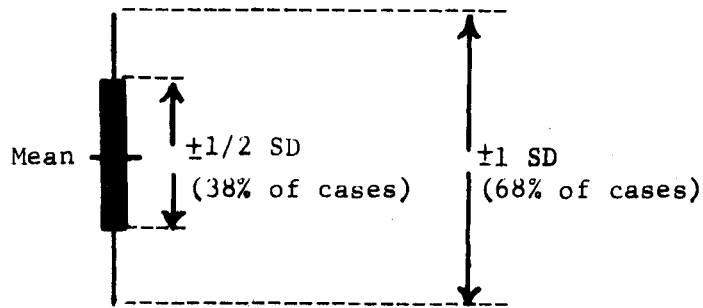 Mean
±1/2 SD
(38% of cases)
±1 SD
(68% of cases)